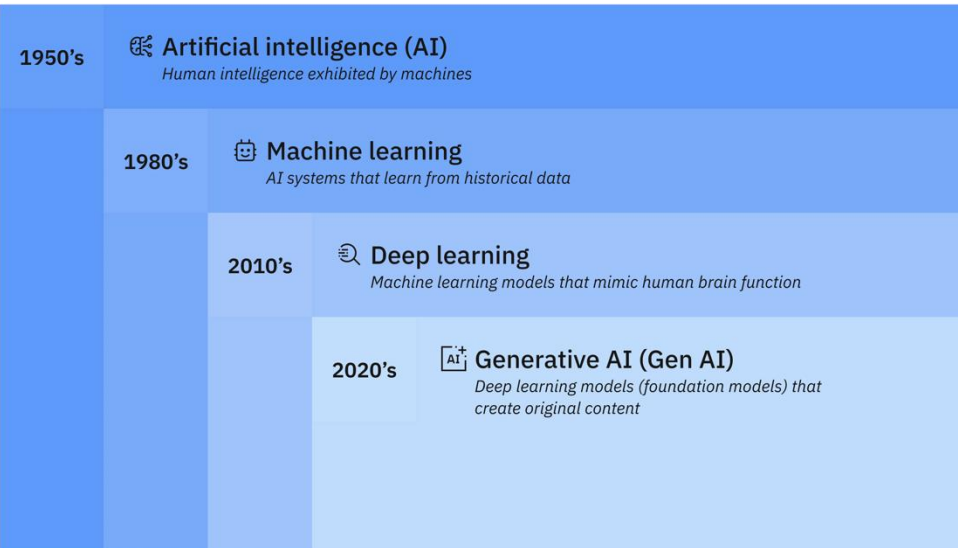 1950's
Artificial intelligence (AI)
Human intelligence exhibited by machines
1980's
Machine learning
AI systems that learn from historical data
2010's
Deep learning
Machine learning models that mimic human brain function
2020's
AI
Generative AI (Gen AI)
Deep learning models (foundation models) that
create original content